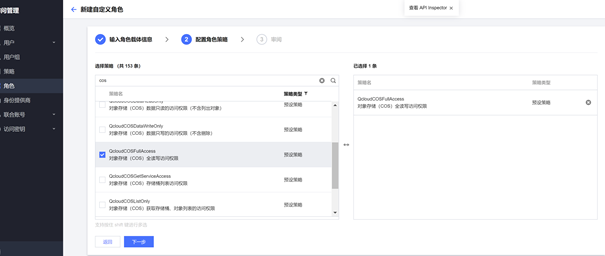 问管理
新建自定义角色
查看 API Inspector ×
概览
用户
用户组
策略
角色
身份提供商
联合账号
访问密钥
输入角色载体信息
2 配置角色策略
3 审阅
选择策略 （共 153 条）
cos
策略名
策略类型
对象存储（COS）数据只读的访问权限（不含列出对象）
预设策略
QcloudCOSDataWriteOnly
对象存储（COS）数据只写的访问权限（不含删除）
预设策略
QcloudCOSFullAccess
对象存储（COS）全读写访问权限
预设策略
QcloudCOSGetServiceAccess
对象存储（COS）存储桶列表访问权限
预设策略
QcloudCOSListOnly
对象存储（COS）获取存储桶、对象列表的访问权限
预设策略
返回
下一步
已选择 1 条
策略名
策略类型
QcloudCOSFullAccess
对象存储（COS）全读写访问权限
预设策略